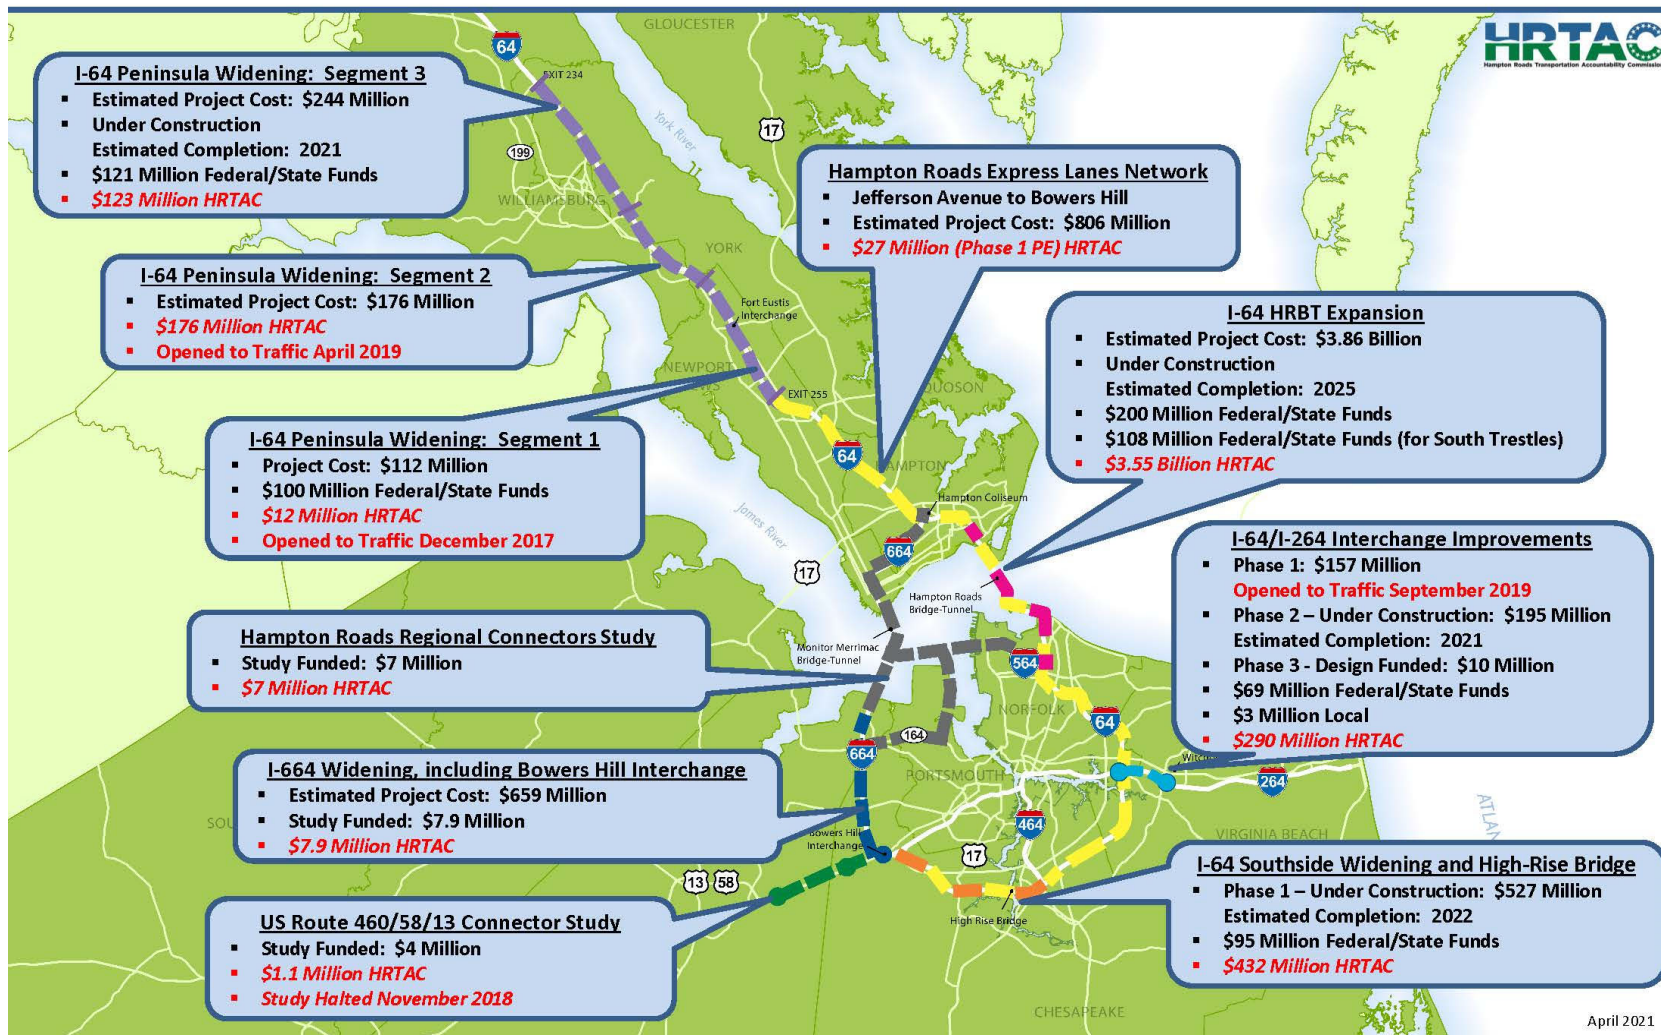 HRTAC
Hampton Roads Transportation Accountability Commission
GLOUCESTER
64
EXIT 234
I-64 Peninsula Widening: Segment 3
▪ Estimated Project Cost: $244 Million
▪ Under Construction
Estimated Completion: 2021
▪ $121 Million Federal/State Funds
▪ $123 Million HRTAC
York River
17
199
WILLIAMSBURG
YORK
Hampton Roads Express Lanes Network
▪ Jefferson Avenue to Bowers Hill
▪ Estimated Project Cost: $806 Million
▪ $27 Million (Phase 1 PE) HRTAC
I-64 Peninsula Widening: Segment 2
▪ Estimated Project Cost: $176 Million
▪ $176 Million HRTAC
▪ Opened to Traffic April 2019
Fort Eustis
Interchange
NEWPORT
EXIT 255
QUOSON
I-64 HRBT Expansion
▪ Estimated Project Cost: $3.86 Billion
▪ Under Construction
Estimated Completion: 2025
▪ $200 Million Federal/State Funds
▪ $108 Million Federal/State Funds (for South Trestles)
▪ $3.55 Billion HRTAC
I-64 Peninsula Widening: Segment 1
▪ Project Cost: $112 Million
▪ $100 Million Federal/State Funds
▪ $12 Million HRTAC
▪ Opened to Traffic December 2017
64
HAMPTON
Hampton Coliseum
James River
664
17
Hampton Roads
Bridge-Tunnel
I-64/I-264 Interchange Improvements
▪ Phase 1: $157 Million
Opened to Traffic September 2019
▪ Phase 2 – Under Construction: $195 Million
Estimated Completion: 2021
▪ Phase 3 - Design Funded: $10 Million
▪ $69 Million Federal/State Funds
▪ $3 Million Local
▪ $290 Million HRTAC
Hampton Roads Regional Connectors Study
▪ Study Funded: $7 Million
▪ $7 Million HRTAC
Monitor Merrimac
Bridge-Tunnel
564
NORFOLK
64
164
664
PORTSMOUTH
264
464
VIRGINIA BEACH
I-664 Widening, including Bowers Hill Interchange
▪ Estimated Project Cost: $659 Million
▪ Study Funded: $7.9 Million
▪ $7.9 Million HRTAC
Bowers Hill
Interchange
17
13 58
High Rise Bridge
I-64 Southside Widening and High-Rise Bridge
▪ Phase 1 – Under Construction: $527 Million
Estimated Completion: 2022
▪ $95 Million Federal/State Funds
▪ $432 Million HRTAC
US Route 460/58/13 Connector Study
▪ Study Funded: $4 Million
▪ $1.1 Million HRTAC
▪ Study Halted November 2018
CHESAPEAKE
April 2021